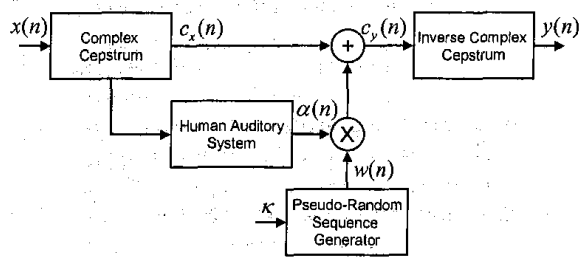 x(n)
Complex
Cepstrum
c_x(n)
+
c_y(n)
Inverse Complex
Cepstrum
y(n)
Human Auditory
System
α(n)
X
w(n)
κ
Pseudo-Random
Sequence
Generator